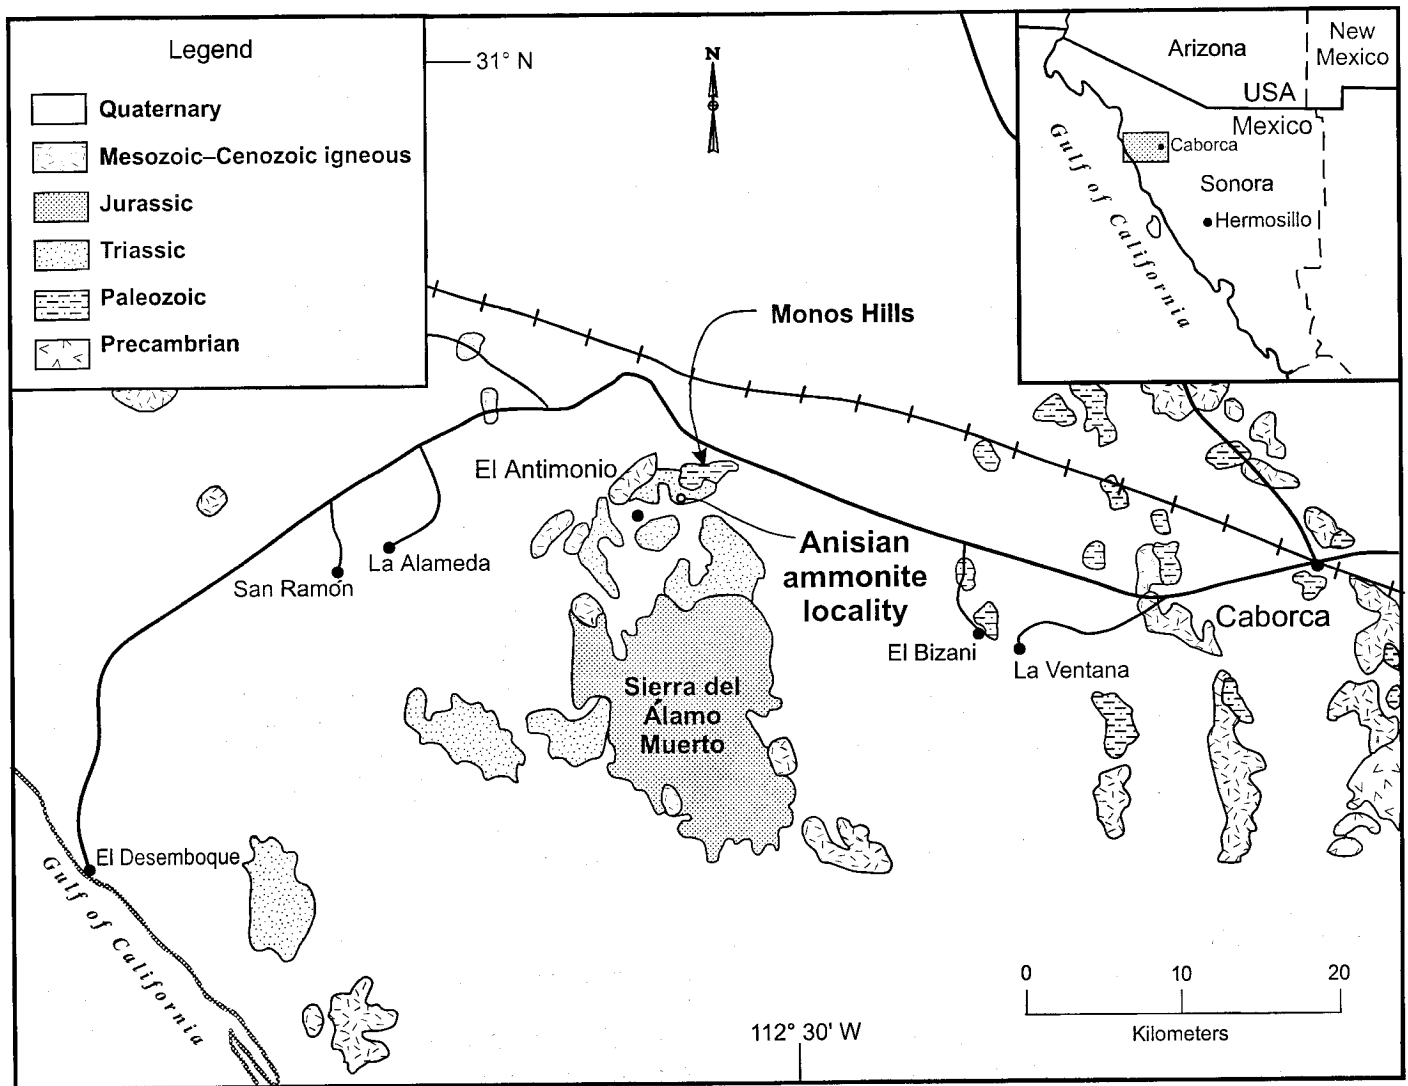 Legend
Quaternary
Mesozoic–Cenozoic igneous
Jurassic
Triassic
Paleozoic
Precambrian
31° N
N
Arizona
New
Mexico
USA
Mexico
Caborca
Sonora
Hermosillo
Gulf of California
Monos Hills
El Antimonio
La Alameda
San Ramón
Anisian
ammonite
locality
El Bizani
La Ventana
Caborca
Sierra del
Álamo
Muerto
El Desemboque
Gulf of California
0 10 20
Kilometers
112° 30' W